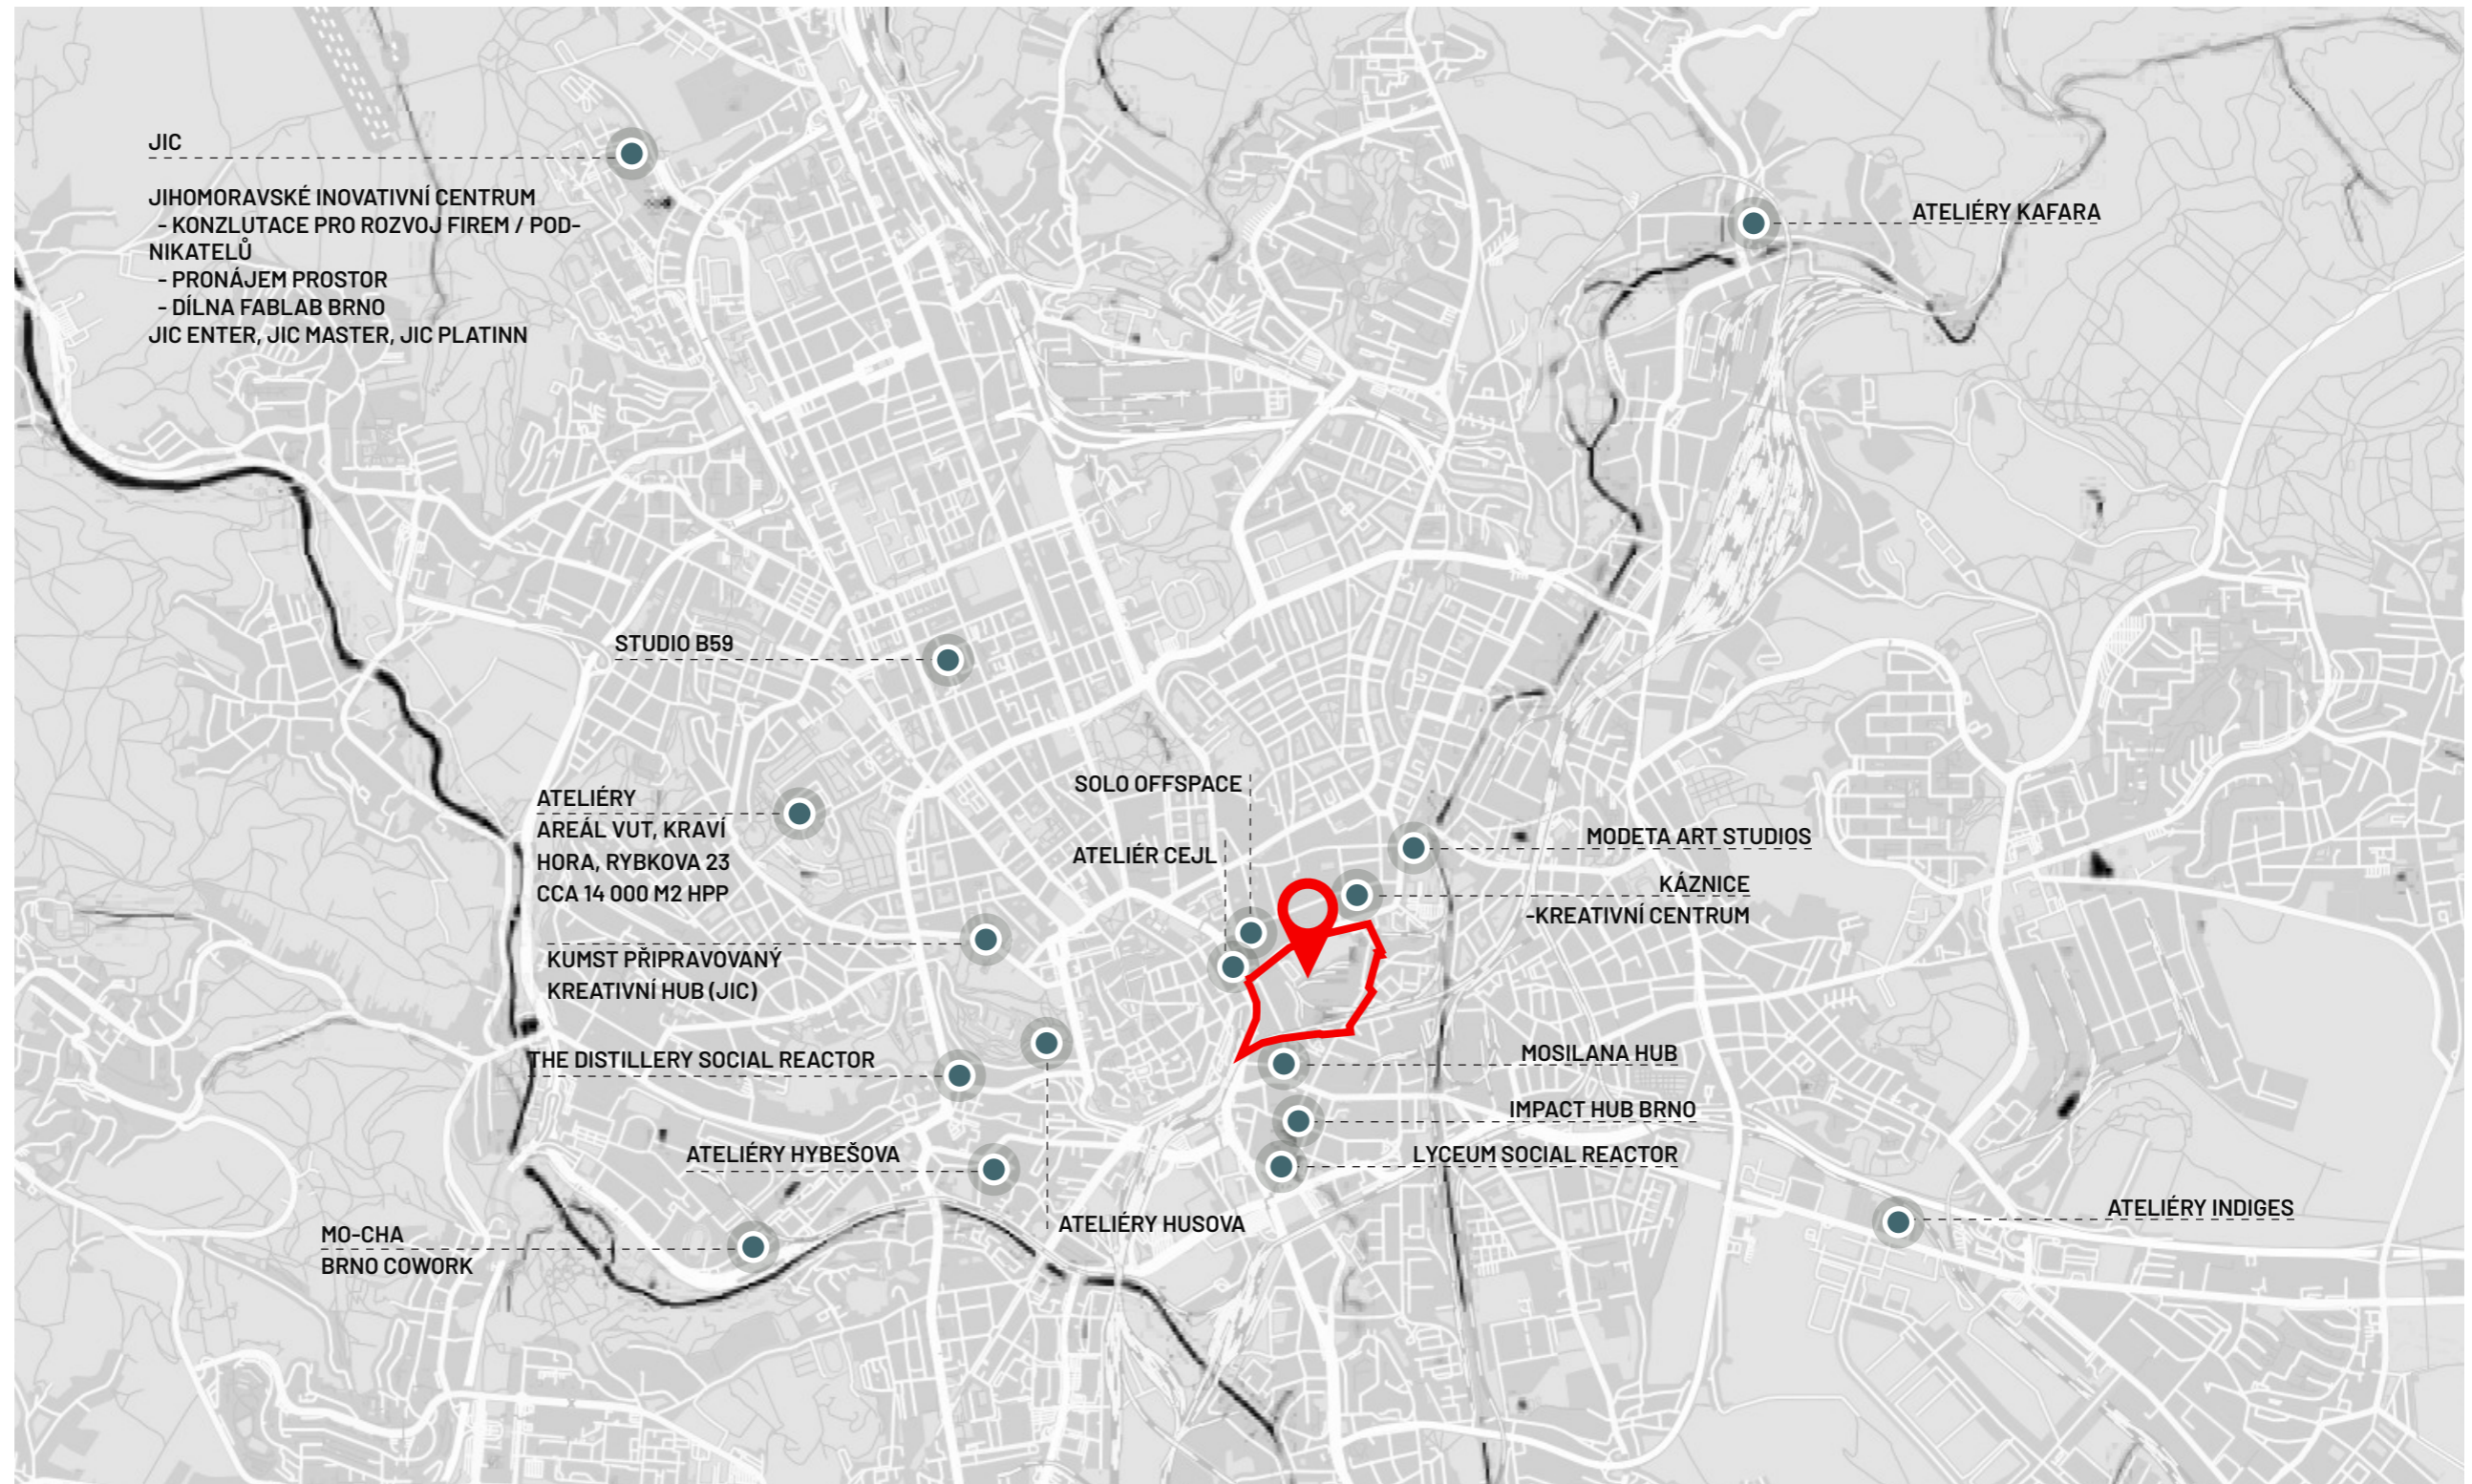 JIC
JIHOMORAVSKÉ INOVATIVNÍ CENTRUM
- KONZLUTACE PRO ROZVOJ FIREM / POD-
NIKATELŮ
- PRONÁJEM PROSTOR
- DÍLNA FABLAB BRNO
JIC ENTER, JIC MASTER, JIC PLATINN
ATELIÉRY KAFARA
STUDIO B59
SOLO OFFSPACE
ATELIÉRY
AREÁL VUT, KRAVÍ
HORA, RYBKOVA 23
CCA 14 000 M2 HPP
ATELIÉR CEJL
MODETA ART STUDIOS
KÁZNICE
-KREATIVNÍ CENTRUM
KUMST PŘIPRAVOVANÝ
KREATIVNÍ HUB (JIC)
THE DISTILLERY SOCIAL REACTOR
MOSILANA HUB
IMPACT HUB BRNO
ATELIÉRY HYBEŠOVA
LYCEUM SOCIAL REACTOR
ATELIÉRY HUSOVA
ATELIÉRY INDIGES
MO-CHA
BRNO COWORK